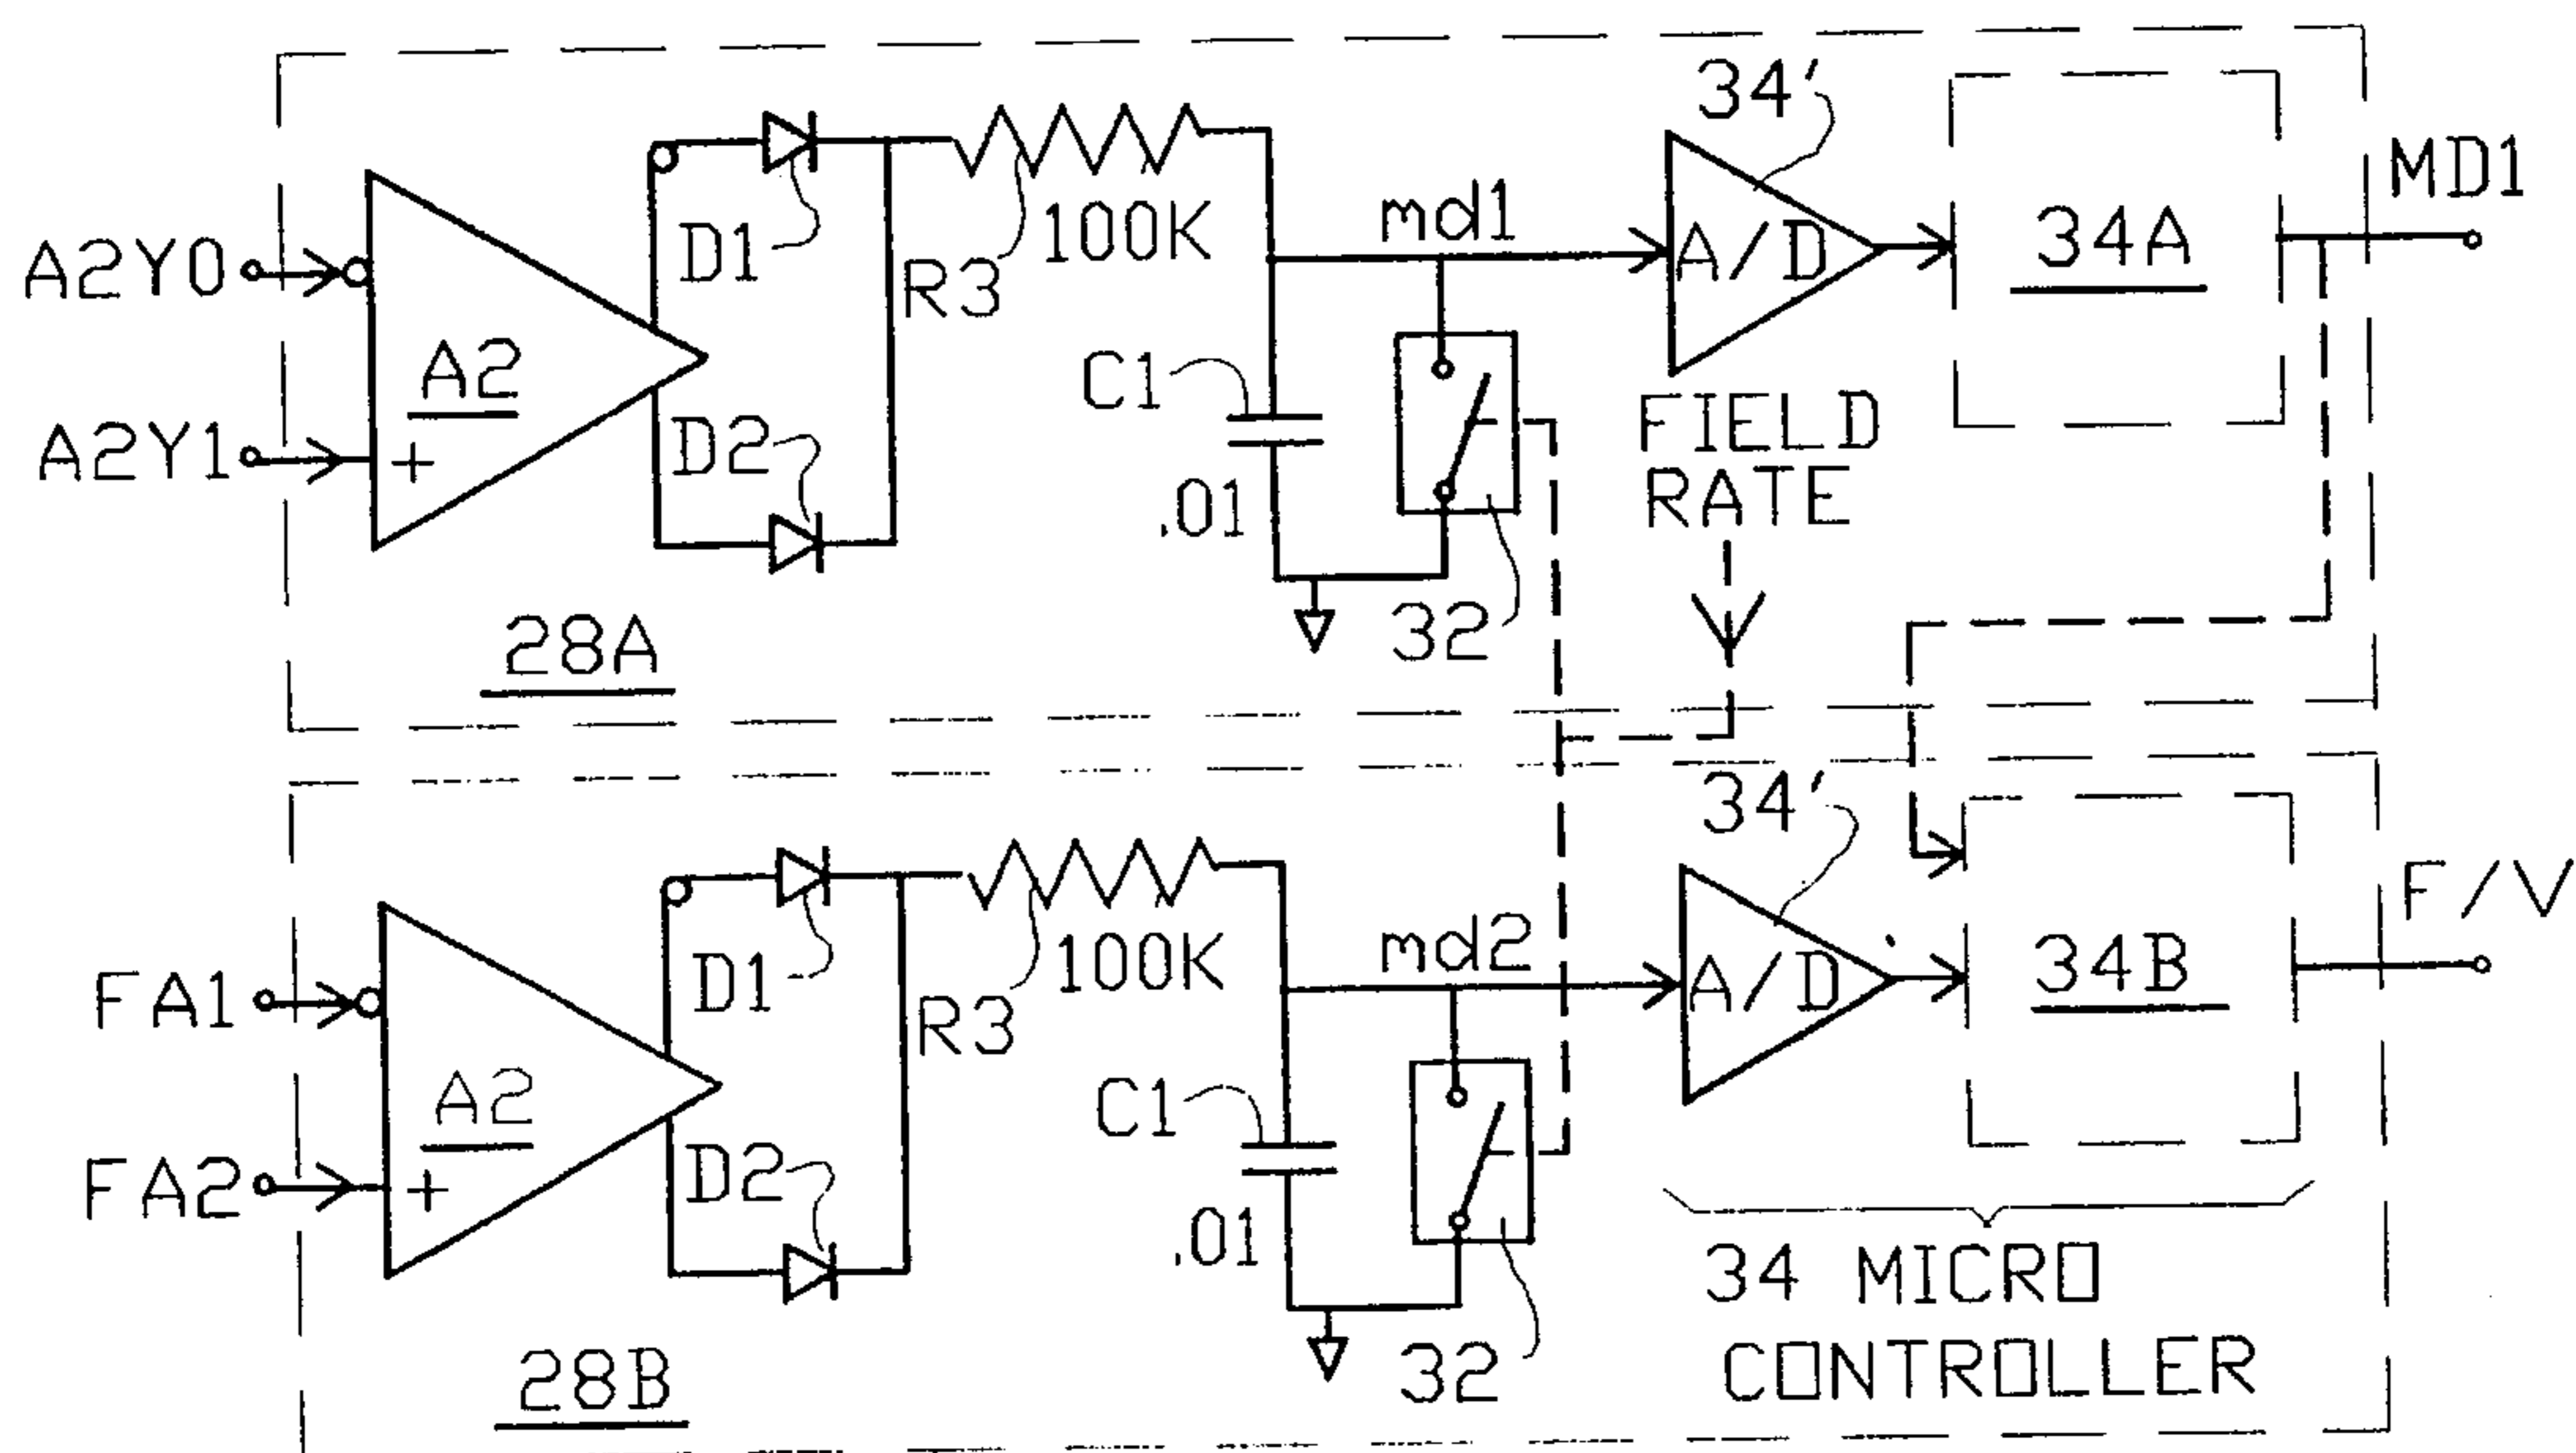 34'
MD1
A2Y0
D1
R3
100K
md1
A/D
34A
A2
A2Y1
+
D2
C1
.01
FIELD
RATE
32
28A
34'
F/V
FA1
D1
R3
100K
md2
A/D
34B
A2
FA2
+
D2
C1
.01
34 MICRO
CONTROLLER
32
28B